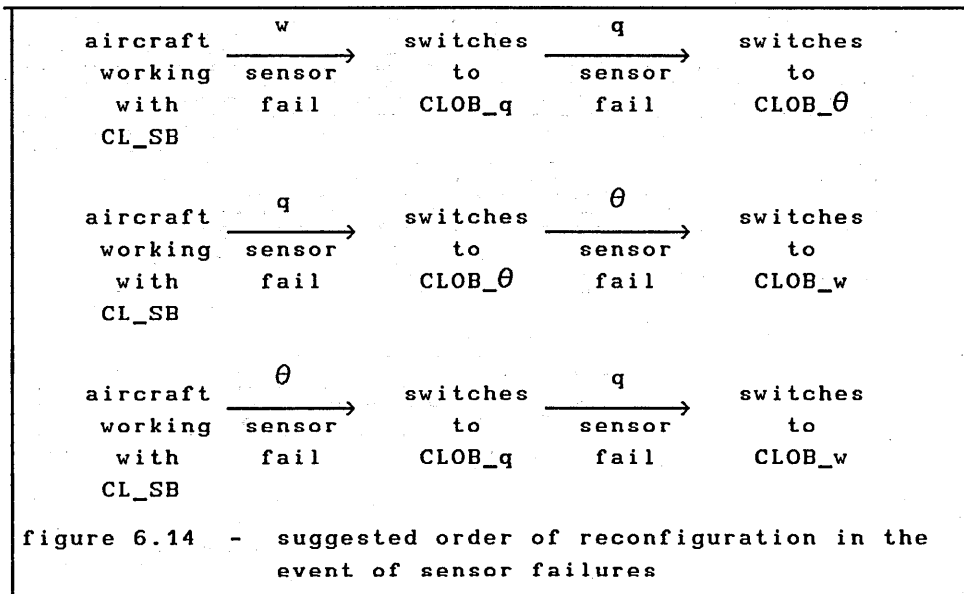 w q
aircraft switches switches
working sensor to sensor to
with fail CLOB_q fail CLOB_θ
CL_SB
q θ
aircraft switches switches
working sensor to sensor to
with fail CLOB_θ fail CLOB_w
CL_SB
θ q
aircraft switches switches
working sensor to sensor to
with fail CLOB_q fail CLOB_w
CL_SB
figure 6.14 - suggested order of reconfiguration in the
event of sensor failures